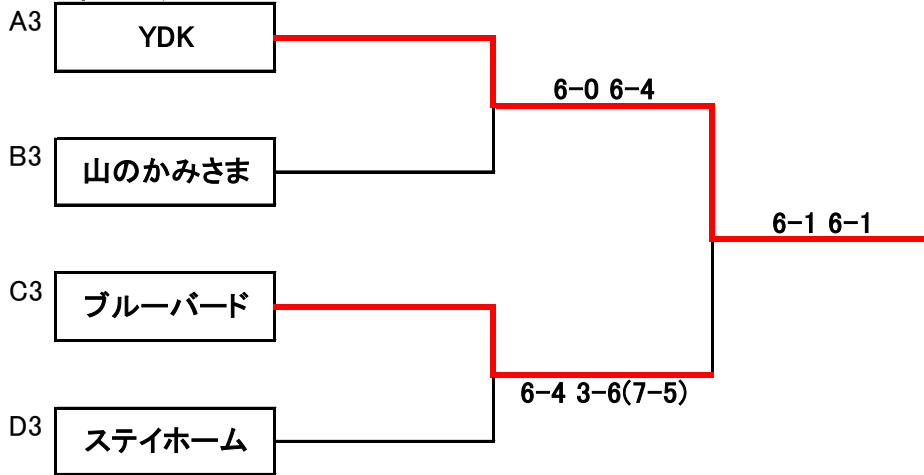 A3
YDK
6-0 6-4
B3
山のかみさま
6-1 6-1
C3
ブルーバード
6-4 3-6(7-5)
D3
ステイホーム